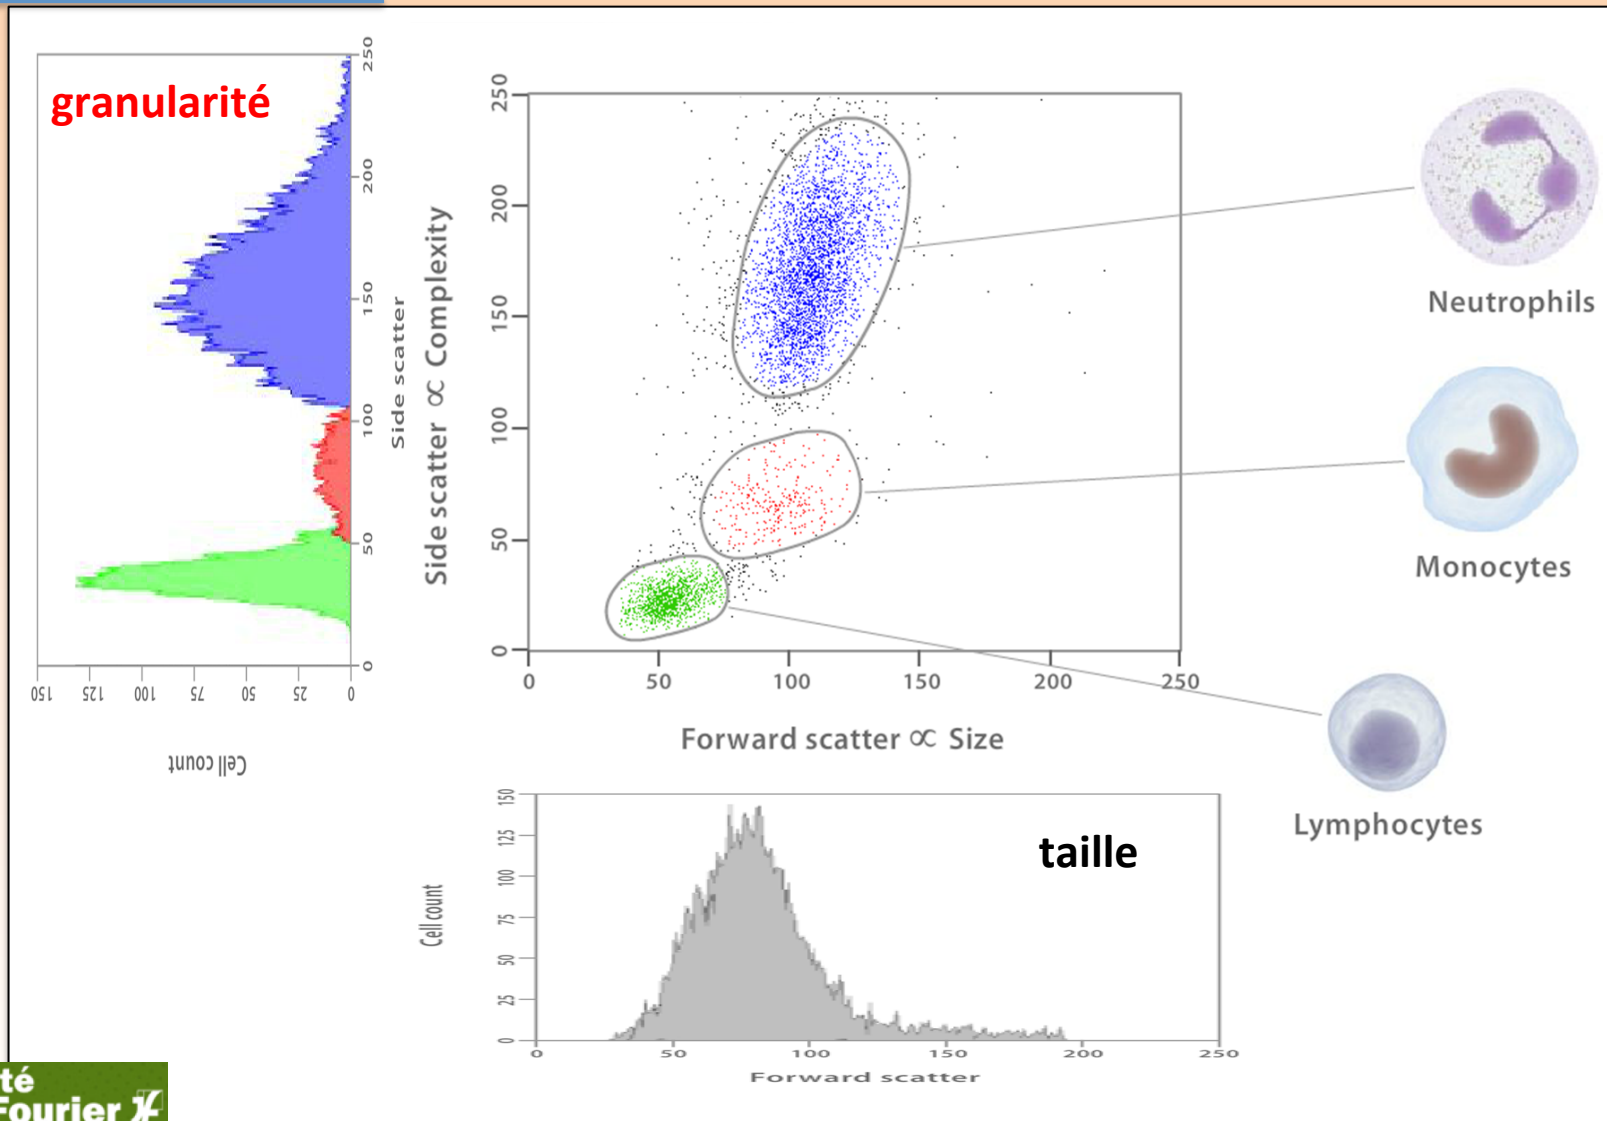 granularité
250
200
150
100
50
0
Side scatter
150
125
100
75
50
25
0
Cell count
Side scatter ∝ Complexity
250
200
150
100
50
0
0
50
100
150
200
250
Forward scatter ∝ Size
Neutrophils
Monocytes
Lymphocytes
taille
Cell count
150
125
100
75
50
25
0
0
50
100
150
200
250
Forward scatter
té
Fourier